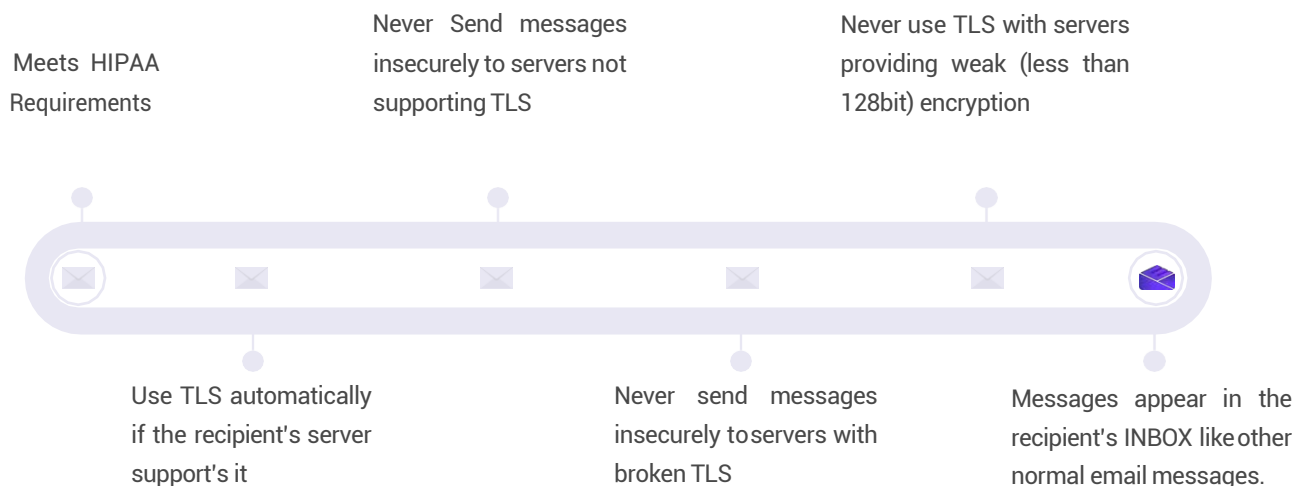 Meets HIPAA
Requirements
Never Send messages
insecurely to servers not
supporting TLS
Never use TLS with servers
providing weak (less than
128bit) encryption
Use TLS automatically
if the recipient's server
support's it
Never send messages
insecurely toservers with
broken TLS
Messages appear in the
recipient's INBOX likeother
normal email messages.